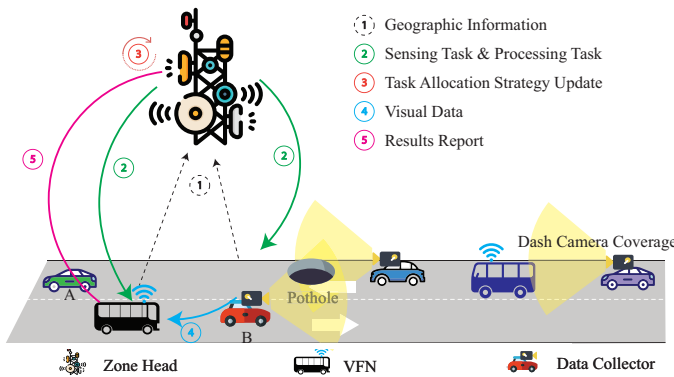 1 Geographic Information
2 Sensing Task & Processing Task
3 Task Allocation Strategy Update
4 Visual Data
5 Results Report
3
5
2
2
1
Dash Camera Coverage
A
Pothole
B
4
Zone Head
VFN
Data Collector